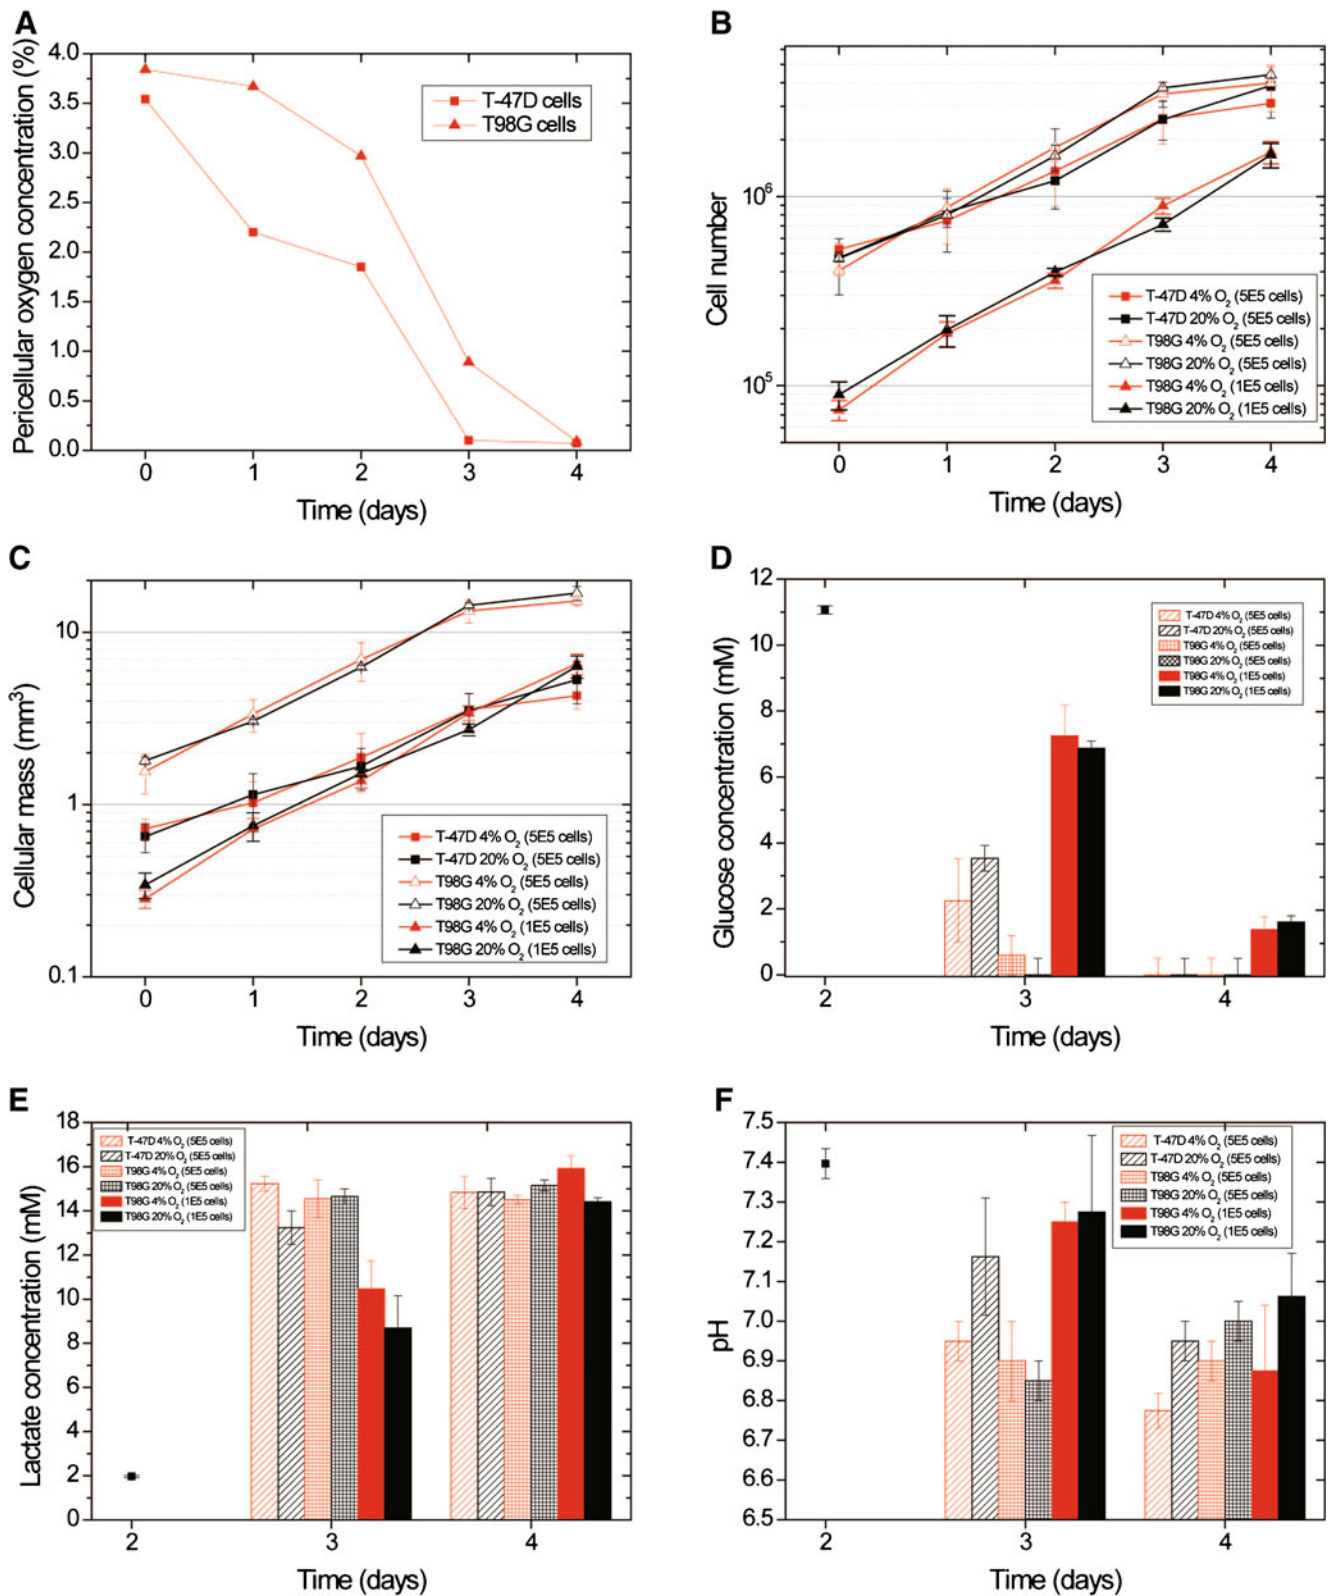 A
Pericellular oxygen concentration (%)
4.0
3.5
3.0
2.5
2.0
1.5
1.0
0.5
0.0
T-47D cells
T98G cells
0 1 2 3 4
Time (days)
B
Cell number
10^6
10^5
T-47D 4% O₂ (5E5 cells)
T-47D 20% O₂ (5E5 cells)
T98G 4% O₂ (5E5 cells)
T98G 20% O₂ (5E5 cells)
T98G 4% O₂ (1E5 cells)
T98G 20% O₂ (1E5 cells)
0 1 2 3 4
Time (days)
C
Cellular mass (mm³)
10
1
0.1
T-47D 4% O₂ (5E5 cells)
T-47D 20% O₂ (5E5 cells)
T98G 4% O₂ (5E5 cells)
T98G 20% O₂ (5E5 cells)
T98G 4% O₂ (1E5 cells)
T98G 20% O₂ (1E5 cells)
0 1 2 3 4
Time (days)
D
Glucose concentration (mM)
12
10
8
6
4
2
0
T-47D 4% O₂ (5E5 cells)
T-47D 20% O₂ (5E5 cells)
T98G 4% O₂ (5E5 cells)
T98G 20% O₂ (5E5 cells)
T98G 4% O₂ (1E5 cells)
T98G 20% O₂ (1E5 cells)
2 3 4
Time (days)
E
Lactate concentration (mM)
18
16
14
12
10
8
6
4
2
0
T-47D 4% O₂ (5E5 cells)
T-47D 20% O₂ (5E5 cells)
T98G 4% O₂ (5E5 cells)
T98G 20% O₂ (5E5 cells)
T98G 4% O₂ (1E5 cells)
T98G 20% O₂ (1E5 cells)
2 3 4
Time (days)
F
pH
7.5
7.4
7.3
7.2
7.1
7.0
6.9
6.8
6.7
6.6
6.5
T-47D 4% O₂ (5E5 cells)
T-47D 20% O₂ (5E5 cells)
T98G 4% O₂ (5E5 cells)
T98G 20% O₂ (5E5 cells)
T98G 4% O₂ (1E5 cells)
T98G 20% O₂ (1E5 cells)
2 3 4
Time (days)